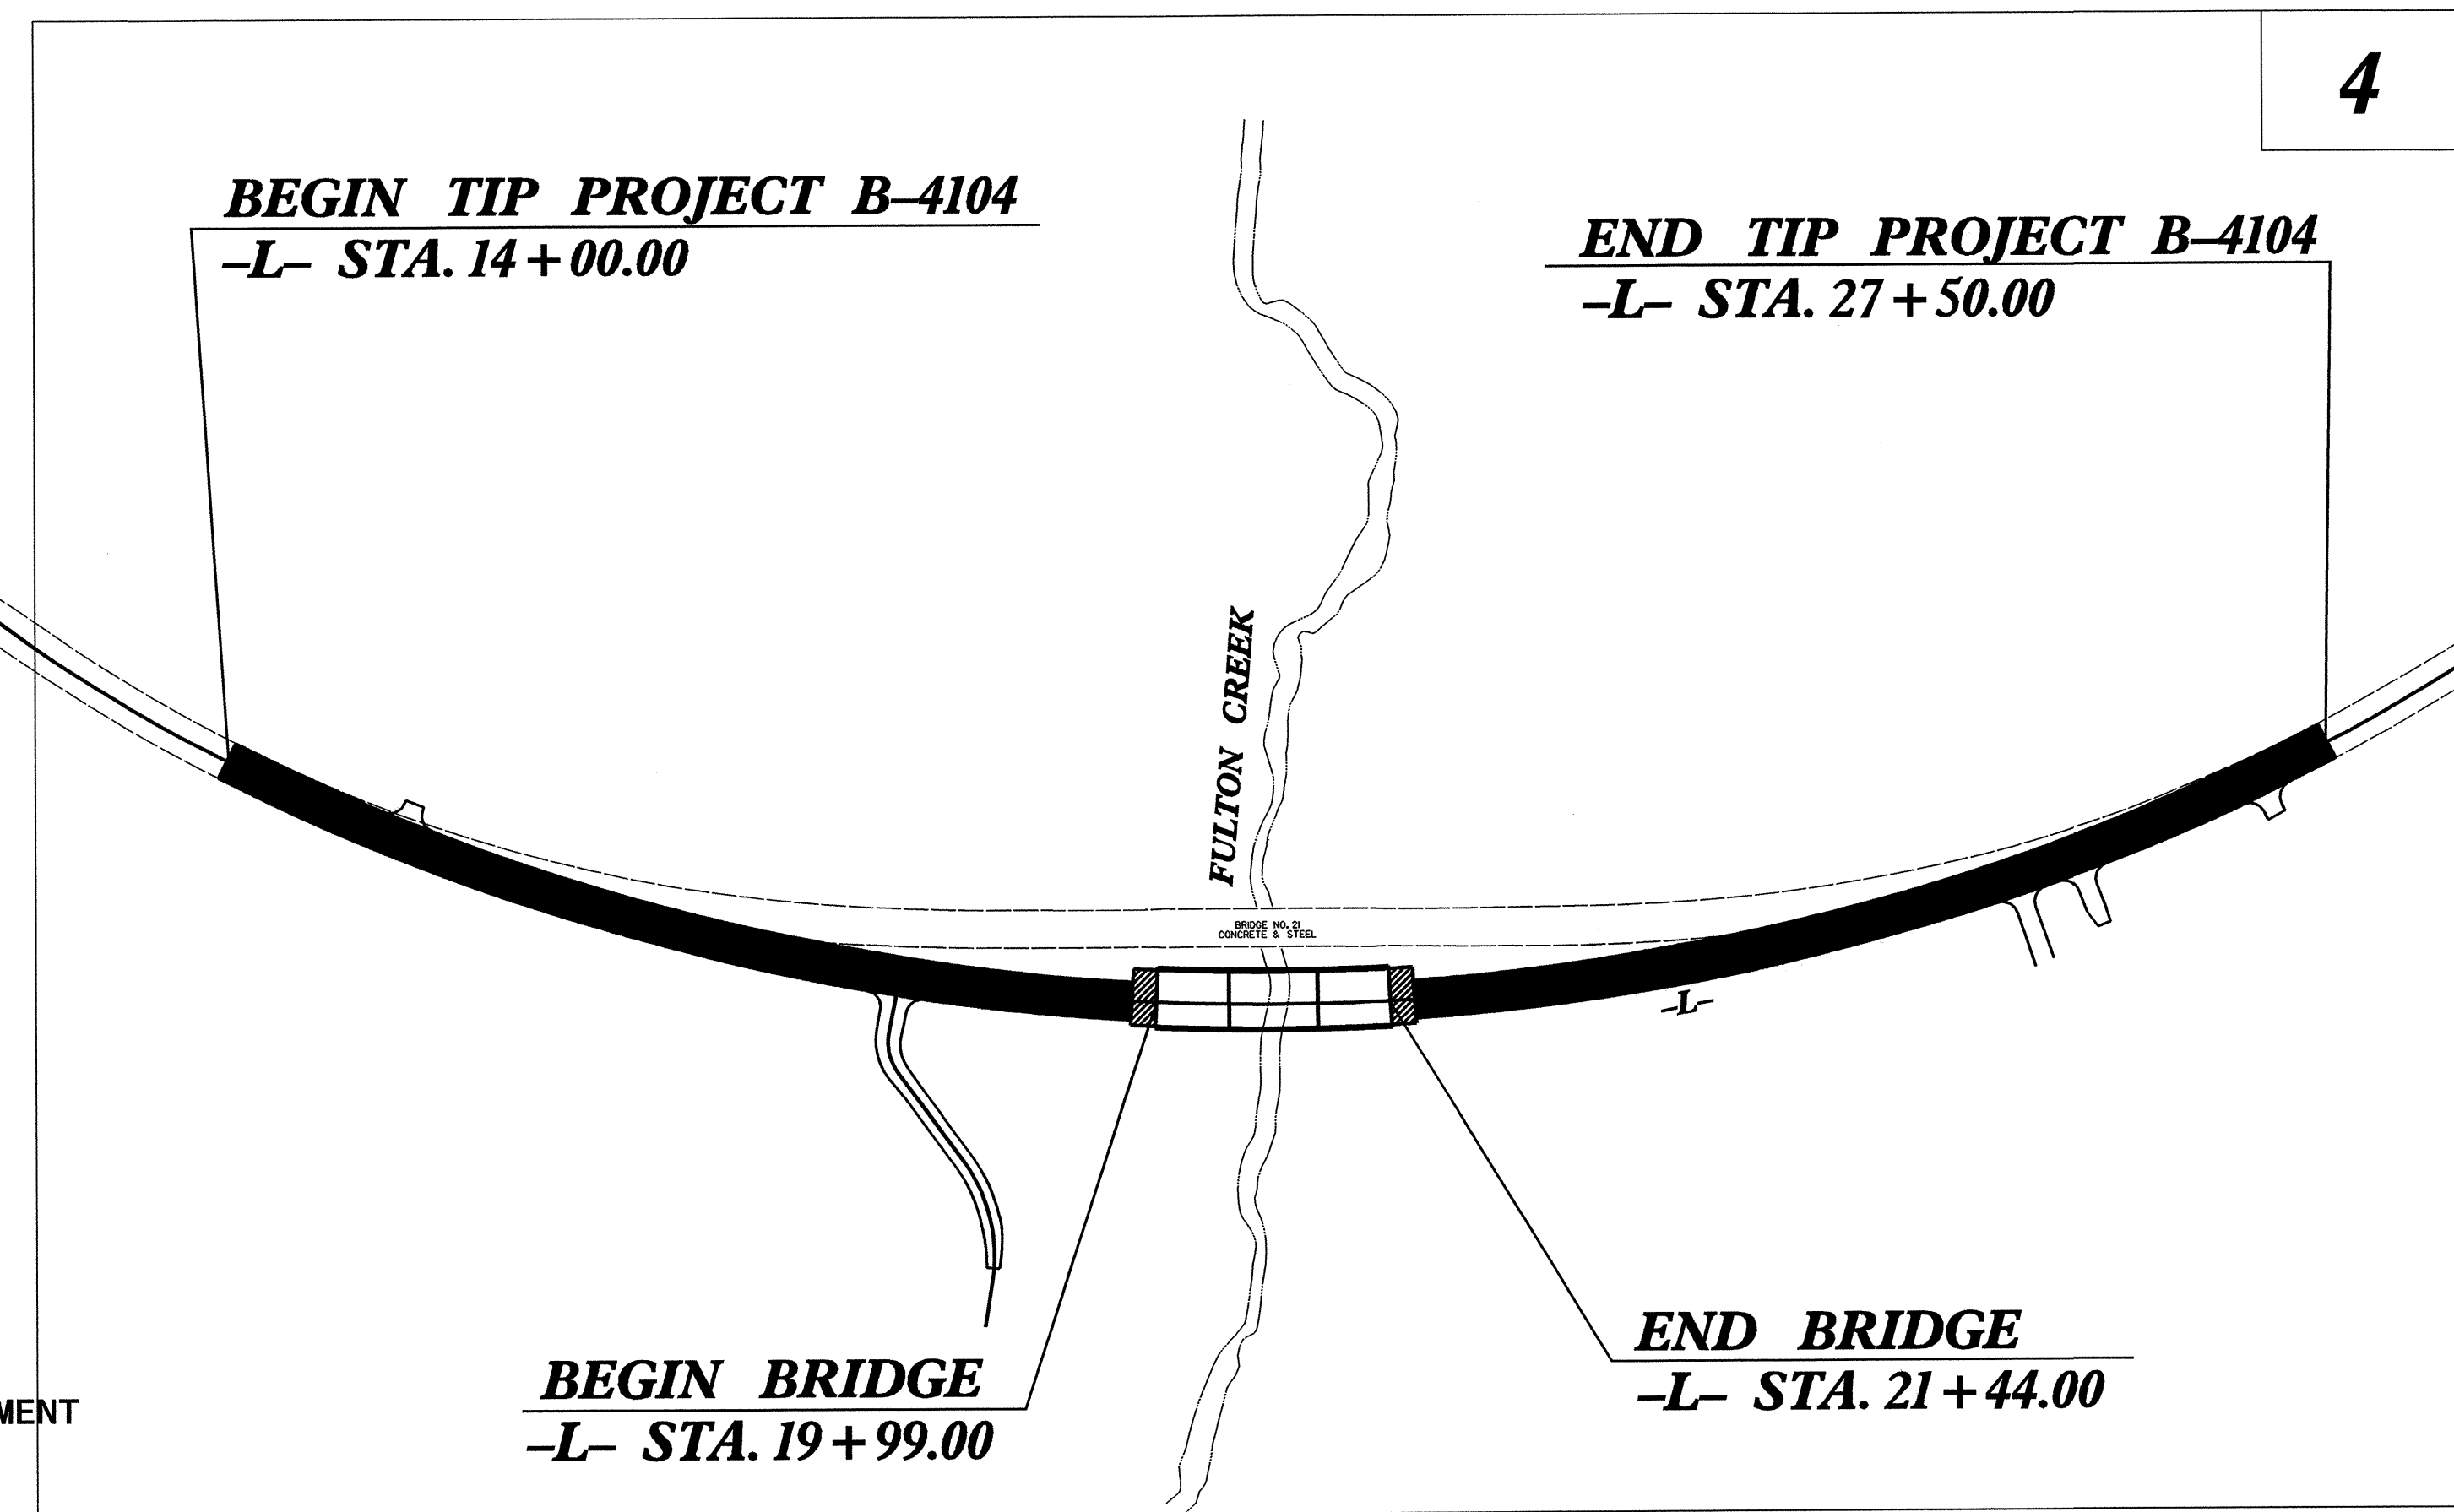 4
BEGIN TIP PROJECT B-4104
-L- STA. 14+00.00
END TIP PROJECT B-4104
-L- STA. 27+50.00
FULTON CREEK
BRIDGE NO. 21
CONCRETE & STEEL
-L-
BEGIN BRIDGE
-L- STA. 19+99.00
END BRIDGE
-L- STA. 21+44.00
MENT